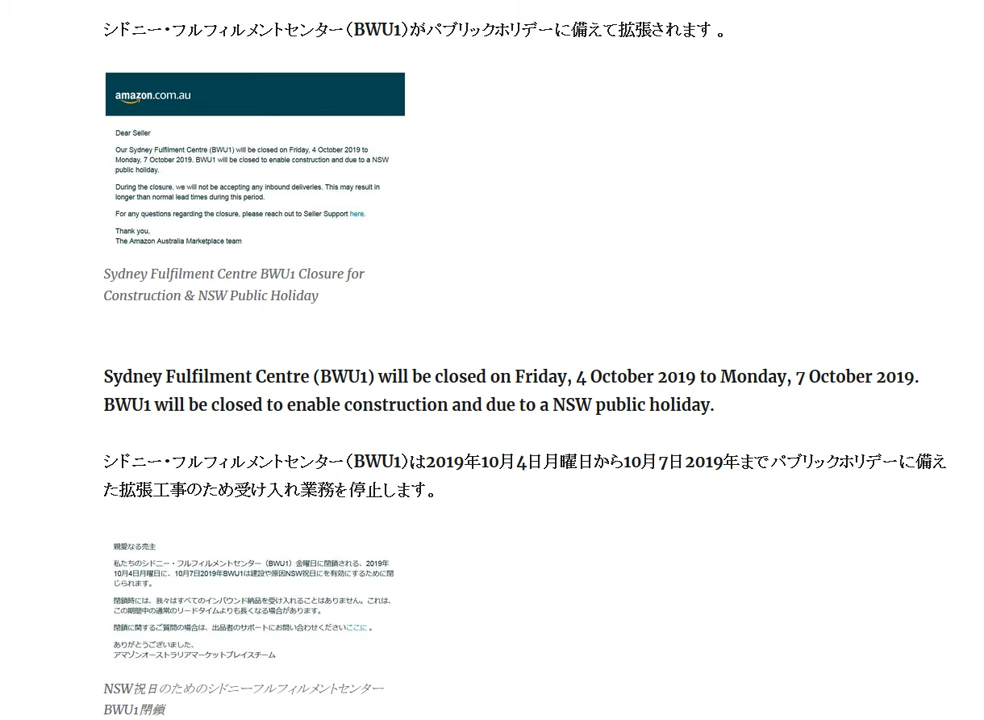 シドニー・フルフィルメントセンター（BWU1）がパブリックホリデーに備えて拡張されます 。
amazon.com.au
Dear Seller
Our Sydney Fulfilment Centre (BWU1) will be closed on Friday, 4 October 2019 to
Monday, 7 October 2019. BWU1 will be closed to enable construction and due to a NSW
public holiday.
During the closure, we will not be accepting any inbound deliveries. This may result in
longer than normal lead times during this period.
For any questions regarding the closure, please reach out to Seller Support here.
Thank you,
The Amazon Australia Marketplace team
Sydney Fulfilment Centre BWU1 Closure for
Construction & NSW Public Holiday
Sydney Fulfilment Centre (BWU1) will be closed on Friday, 4 October 2019 to Monday, 7 October 2019.
BWU1 will be closed to enable construction and due to a NSW public holiday.
シドニー・フルフィルメントセンター（BWU1）は2019年10月4日月曜日から10月7日2019年までパブリックホリデーに備え
た拡張工事のため受け入れ業務を停止します。
親愛なる売主
私たちのシドニー・フルフィルメントセンター（BWU1）金曜日に閉鎖される、2019年
10月4日月曜日に、10月7日2019年BWU1は建設や原因NSW祝日にを有効にするために閉
じられます。
閉鎖時には、我々はすべてのインバウンド納品を受け入れることはありません。これは、
この期間中の通常のリードタイムよりも長くなる場合があります。
閉鎖に関するご質問の場合は、出品者のサポートにお問い合わせくださいここに 。
ありがとうございました、
アマゾンオーストラリアマーケットプレイスチーム
NSW祝日のためのシドニーフルフィルメントセンター
BWU1閉鎖